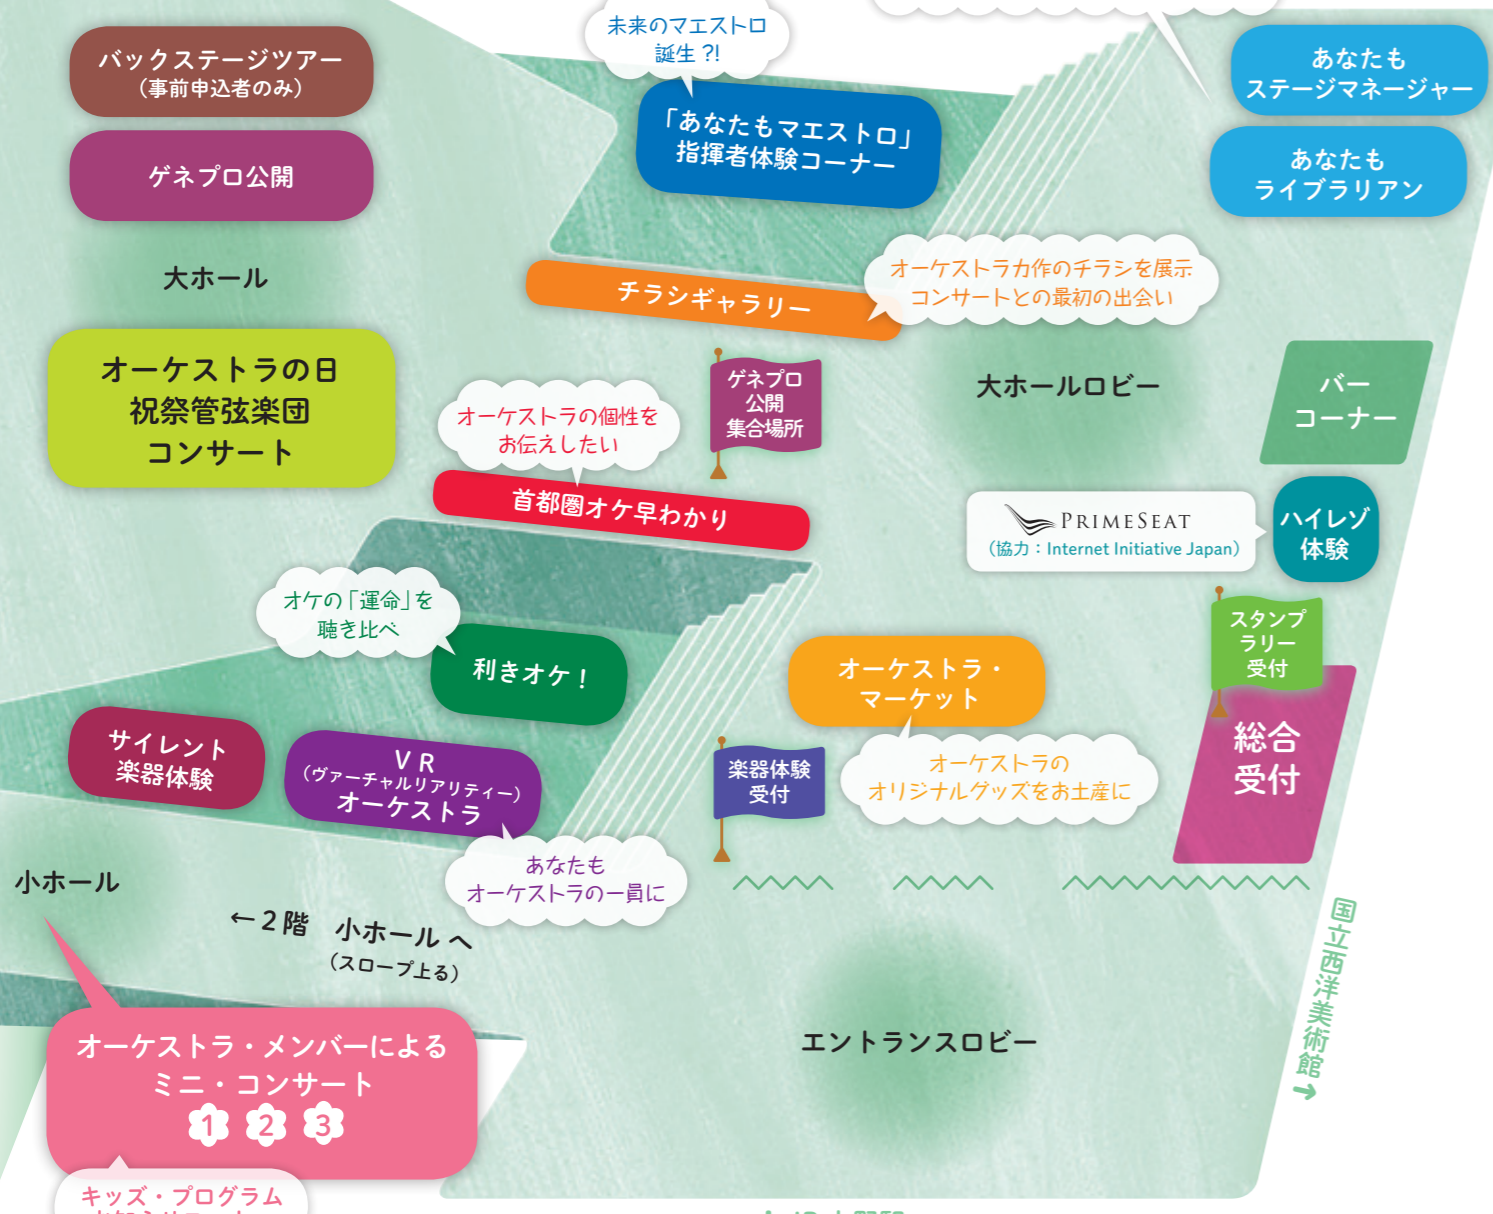 未来のマエストロ
誕生?!
バックステージツアー
(事前申込者のみ)
あなたも
ステージマネージャー
「あなたもマエストロ」
指揮者体験コーナー
ゲネプロ公開
あなたも
ライブラリアン
大ホール
オーケストラ力作のチラシを展示
コンサートとの最初の出会い
チラシギャラリー
オーケストラの日
祝祭管弦楽団
コンサート
ゲネプロ
公開
集合場所
大ホールロビー
バー
コーナー
オーケストラの個性を
お伝えしたい
首都圏オケ早わかり
PRIMESEAT
(協力:Internet Initiative Japan)
ハイレゾ
体験
オケの「運命」を
聴き比べ
利きオケ!
スタンプ
ラリー
受付
オーケストラ・
マーケット
総合
受付
サイレント
楽器体験
VR
(ヴァーチャルリアリティー)
オーケストラ
楽器体験
受付
オーケストラの
オリジナルグッズをお土産に
あなたも
オーケストラの一員に
小ホール
←2階 小ホールへ
(スロープ上る)
国立西洋美術館→
エントランスロビー
オーケストラ・メンバーによる
ミニ・コンサート
1 2 3
キッズ・プログラム